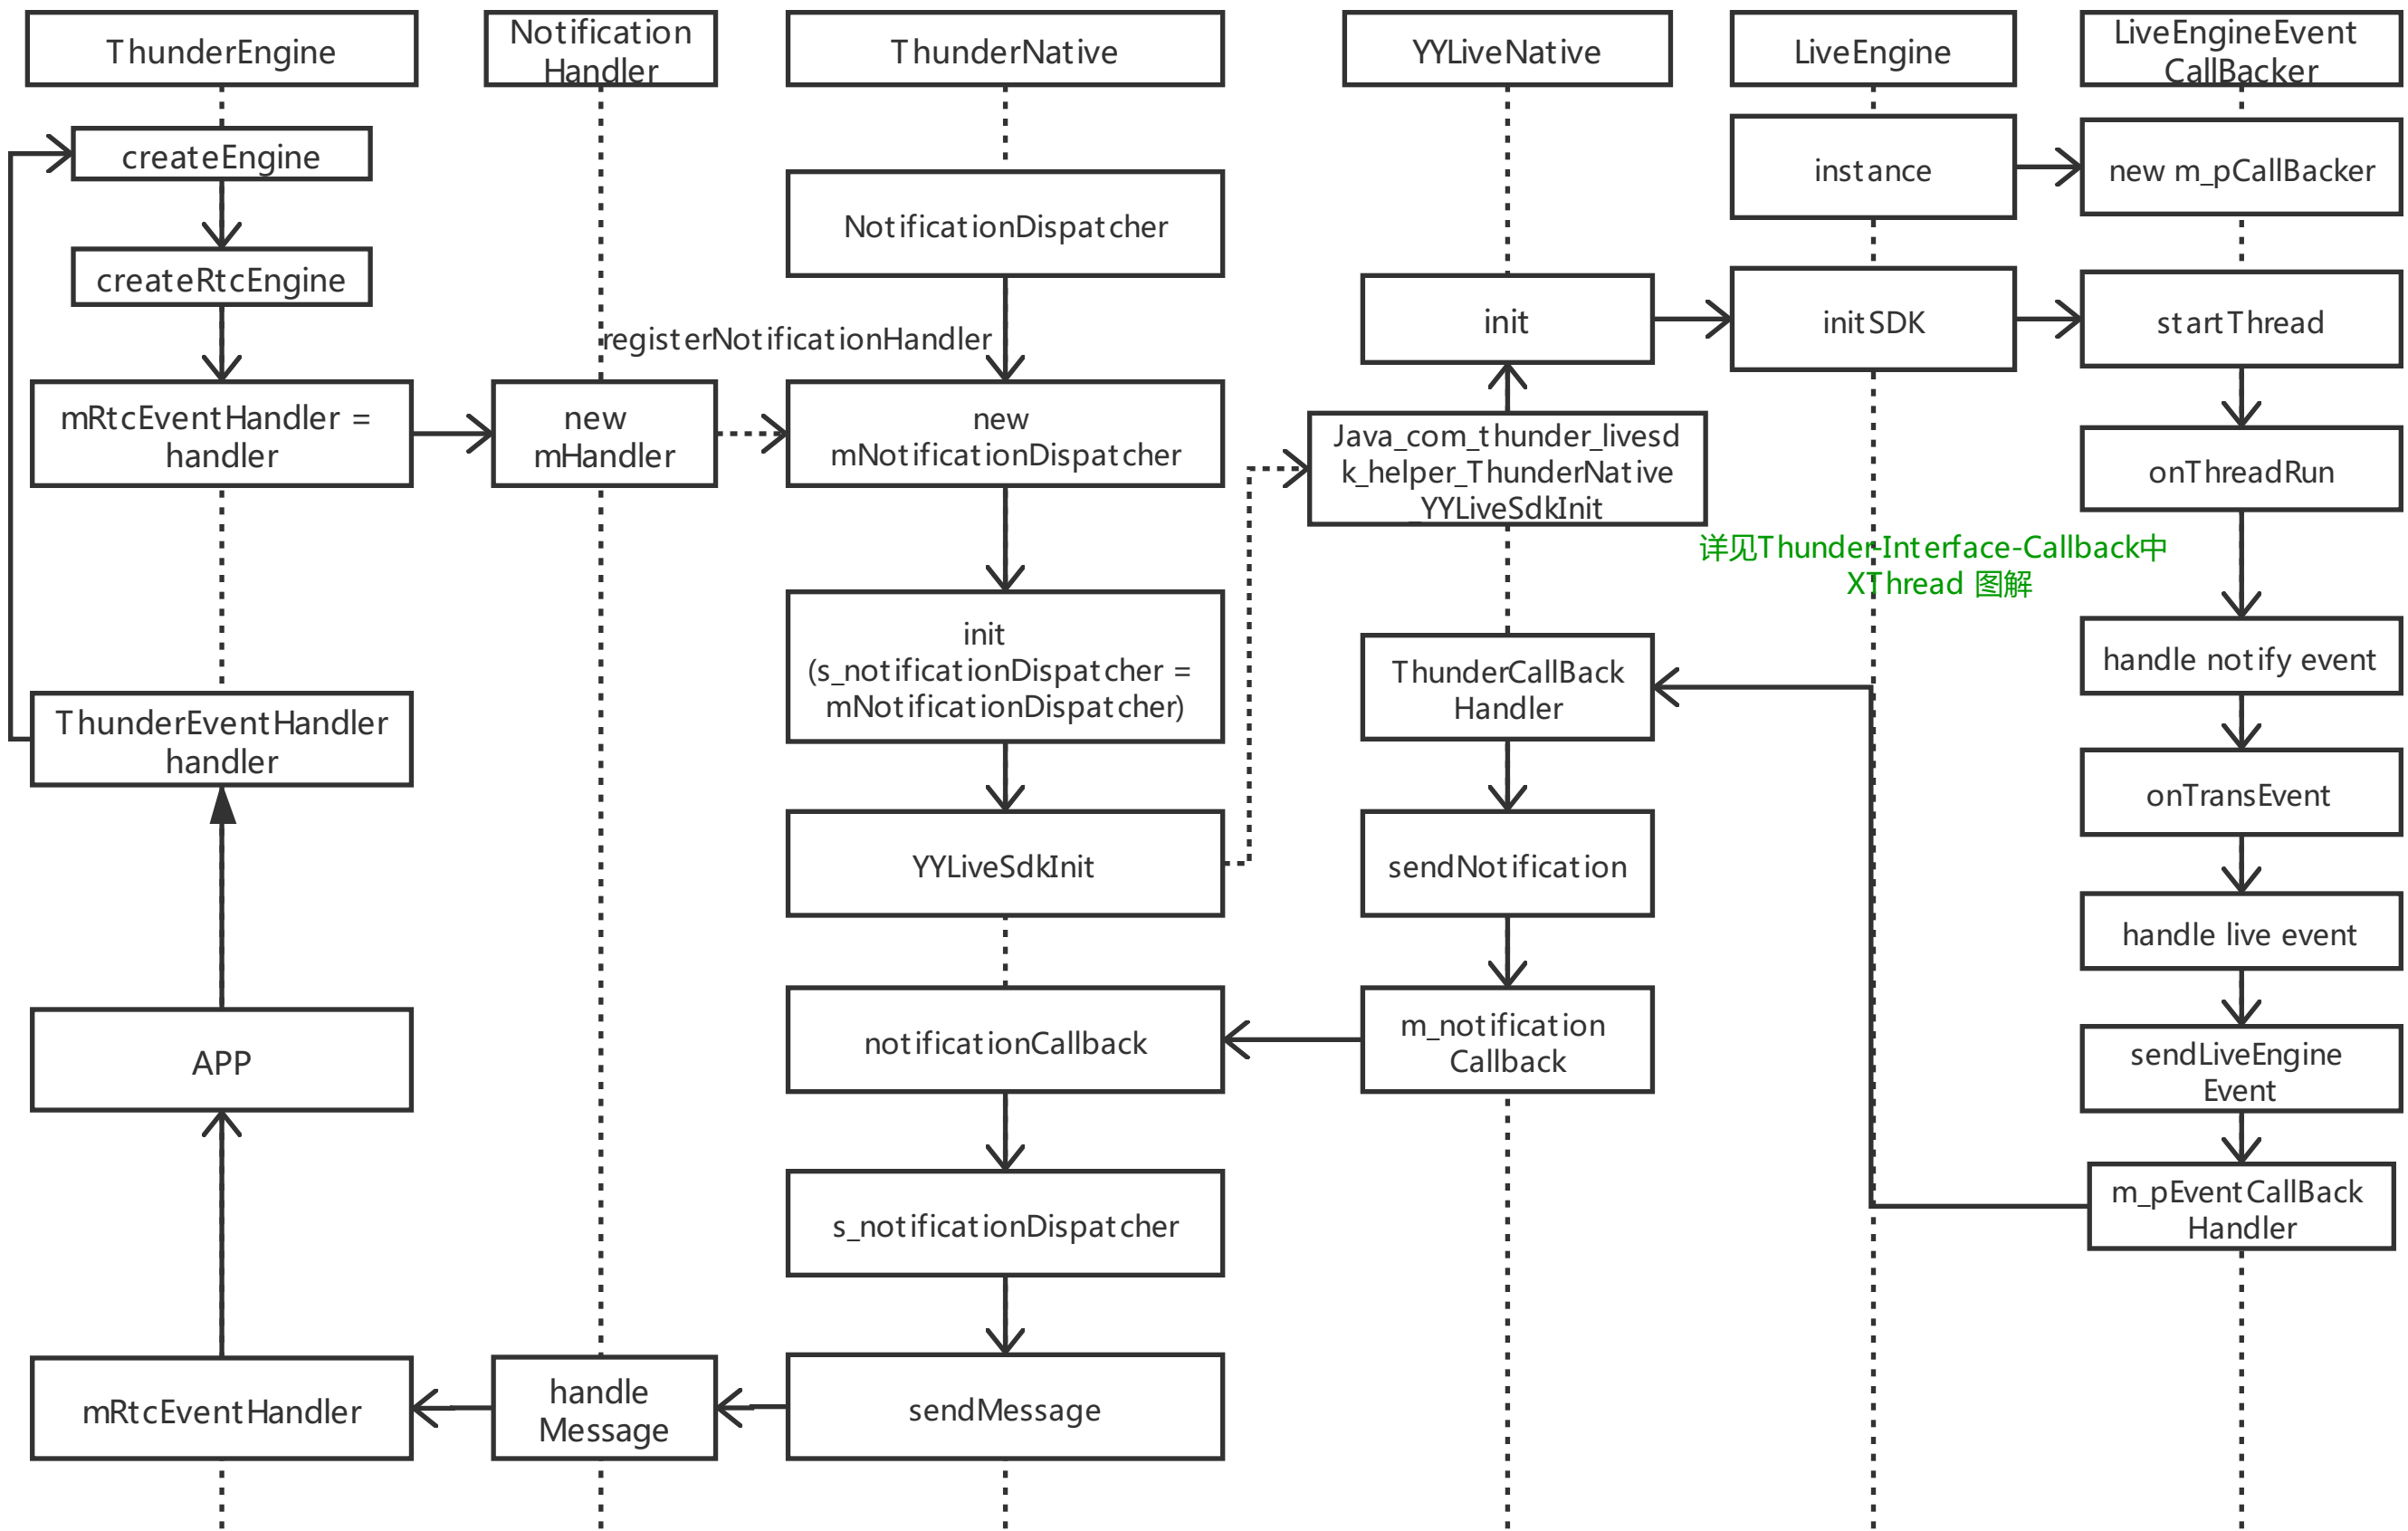 ThunderEngine
Notification
Handler
ThunderNative
YYLiveNative
LiveEngine
LiveEngineEvent
CallBacker
createEngine
instance
new m_pCallBacker
NotificationDispatcher
createRtcEngine
init
initSDK
startThread
registerNotificationHandler
mRtcEventHandler =
handler
new
mHandler
new
mNotificationDispatcher
Java_com_thunder_livesd
k_helper_ThunderNative
_YYLiveSdkInit
onThreadRun
详见Thunder-Interface-Callback中
XThread 图解
init
(s_notificationDispatcher =
mNotificationDispatcher)
ThunderCallBack
Handler
handle notify event
ThunderEventHandler
handler
onTransEvent
YYLiveSdkInit
sendNotification
handle live event
APP
notificationCallback
m_notification
Callback
sendLiveEngine
Event
s_notificationDispatcher
m_pEventCallBack
Handler
mRtcEventHandler
handle
Message
sendMessage